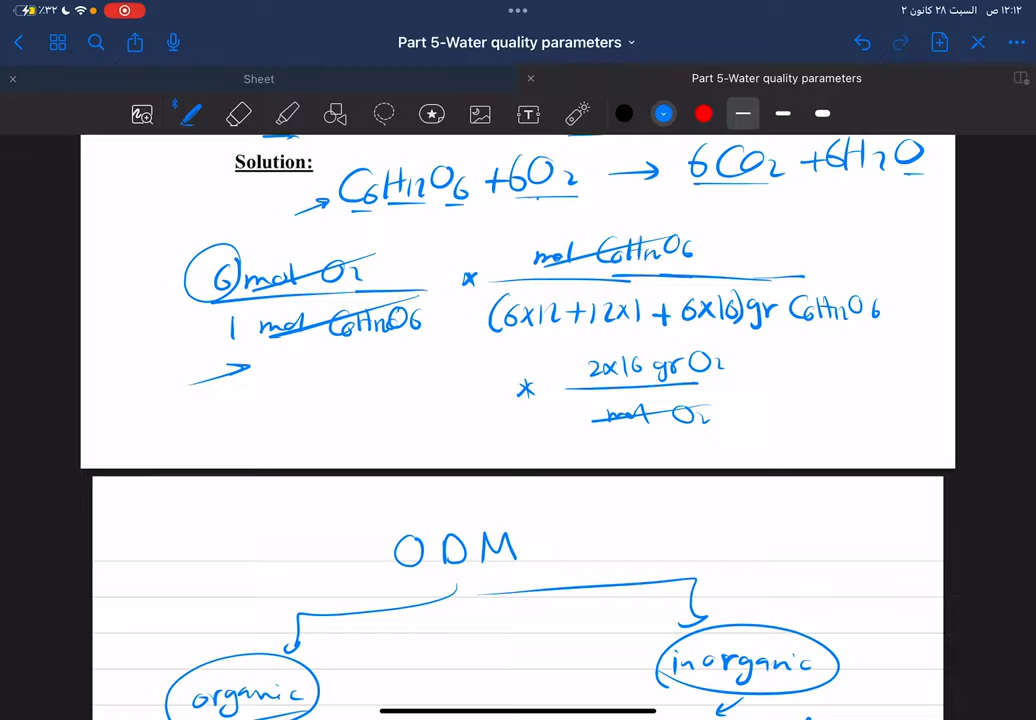 ٪٣٢ ١٢:١٢ ص السبت ٢٨ كانون ٢
Part 5-Water quality parameters
Sheet
Part 5-Water quality parameters
Solution:
C6H12O6 + 6O2 → 6CO2 + 6H2O
6 mol O2 * mol C6H12O6
1 mol C6H12O6 (6x12 + 12x1 + 6x16) gr C6H12O6
* 2x16 gr O2
mol O2
ODM
organic inorganic